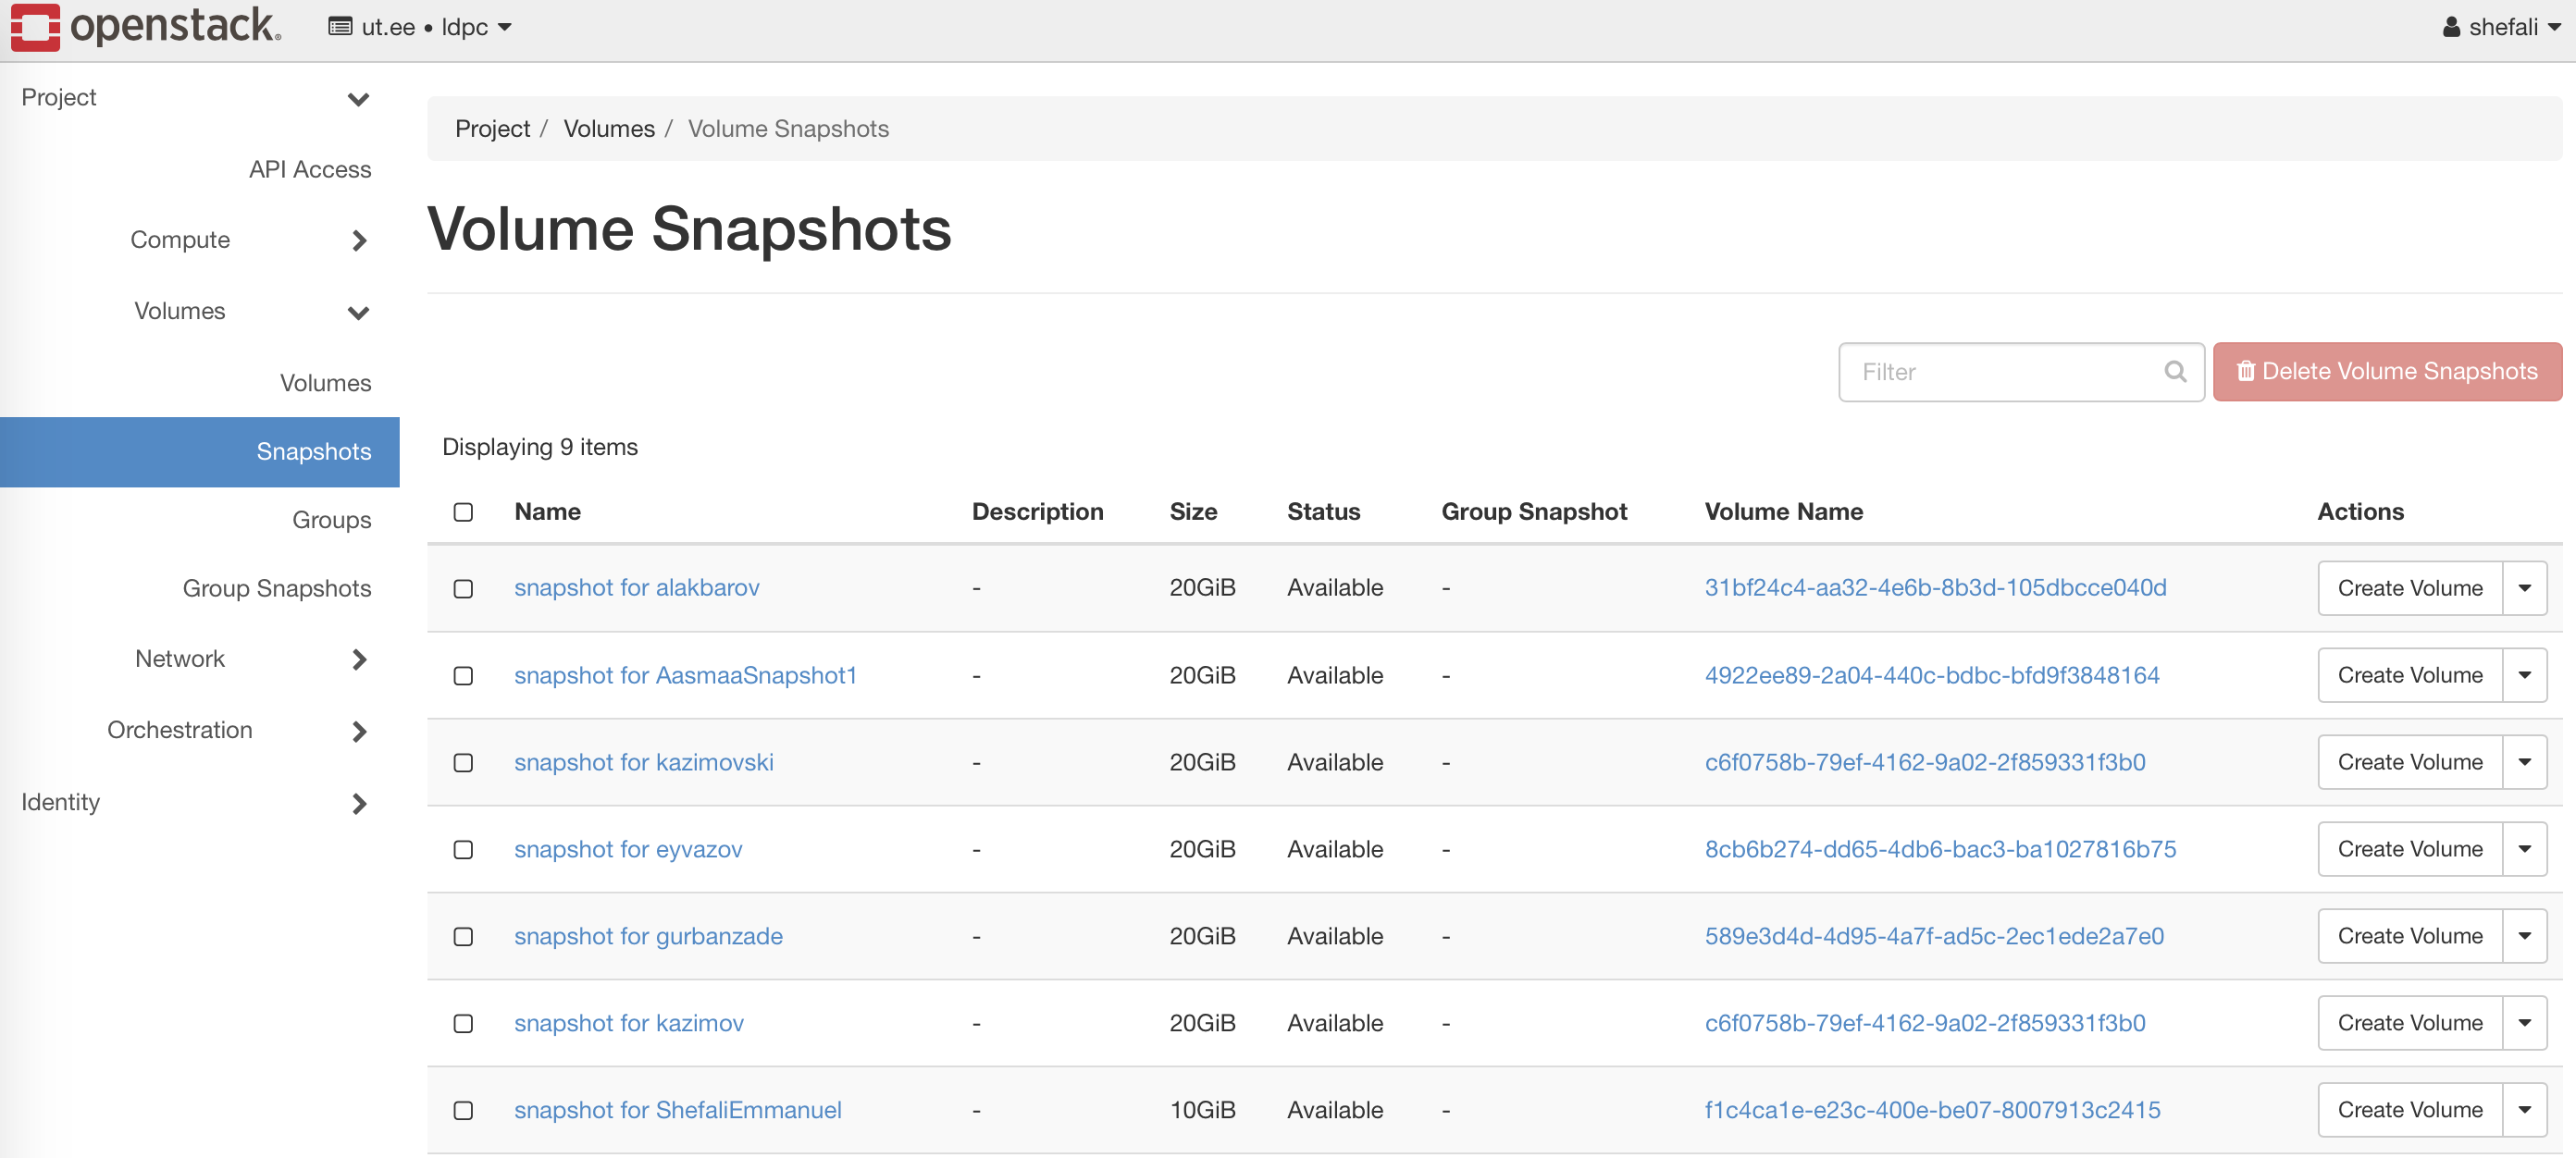 openstack. ut.ee • ldpc shefali
Project
API Access
Compute
Volumes
Volumes
Snapshots
Groups
Group Snapshots
Network
Orchestration
Identity
Project / Volumes / Volume Snapshots
Volume Snapshots
Filter Delete Volume Snapshots
Displaying 9 items
Name Description Size Status Group Snapshot Volume Name Actions
snapshot for alakbarov - 20GiB Available - 31bf24c4-aa32-4e6b-8b3d-105dbcce040d Create Volume
snapshot for AasmaaSnapshot1 - 20GiB Available - 4922ee89-2a04-440c-bdbc-bfd9f3848164 Create Volume
snapshot for kazimovski - 20GiB Available - c6f0758b-79ef-4162-9a02-2f859331f3b0 Create Volume
snapshot for eyvazov - 20GiB Available - 8cb6b274-dd65-4db6-bac3-ba1027816b75 Create Volume
snapshot for gurbanzade - 20GiB Available - 589e3d4d-4d95-4a7f-ad5c-2ec1ede2a7e0 Create Volume
snapshot for kazimov - 20GiB Available - c6f0758b-79ef-4162-9a02-2f859331f3b0 Create Volume
snapshot for ShefaliEmmanuel - 10GiB Available - f1c4ca1e-e23c-400e-be07-8007913c2415 Create Volume